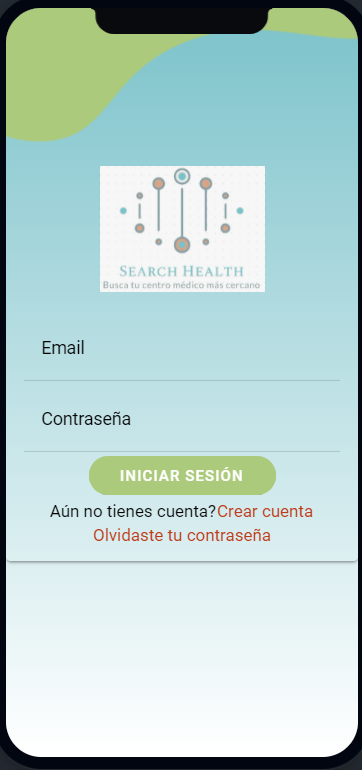 SEARCH HEALTH
Busca tu centro médico más cercano
Email
Contraseña
INICIAR SESIÓN
Aún no tienes cuenta?Crear cuenta
Olvidaste tu contraseña